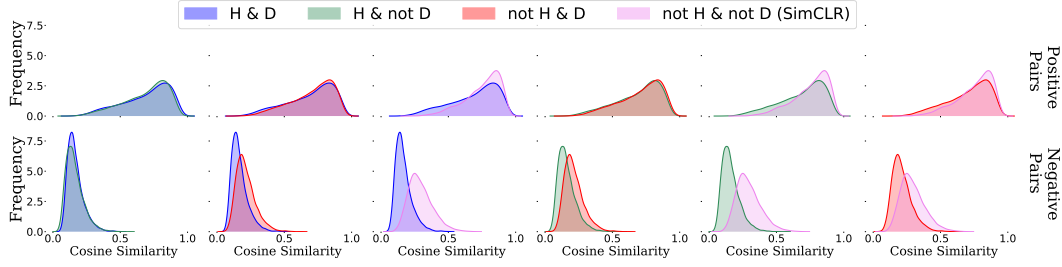 H & D H & not D not H & D not H & not D (SimCLR)
7.5
5.0
2.5
0.0
Frequency
Positive
Pairs
7.5
5.0
2.5
0.0
Frequency
Negative
Pairs
0.0 0.5 1.0 0.0 0.5 1.0 0.0 0.5 1.0 0.0 0.5 1.0 0.0 0.5 1.0 0.0 0.5 1.0
Cosine Similarity Cosine Similarity Cosine Similarity Cosine Similarity Cosine Similarity Cosine Similarity